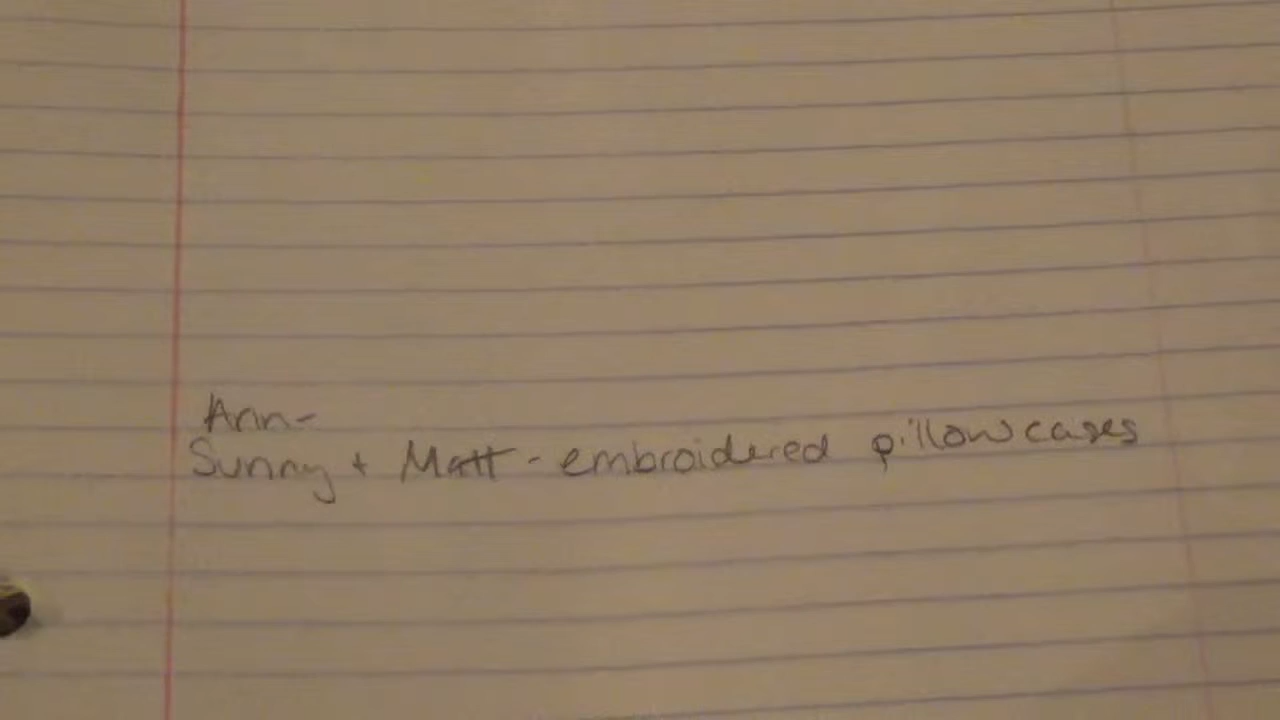 Ann-
Sunny + Matt - embroidered pillowcases